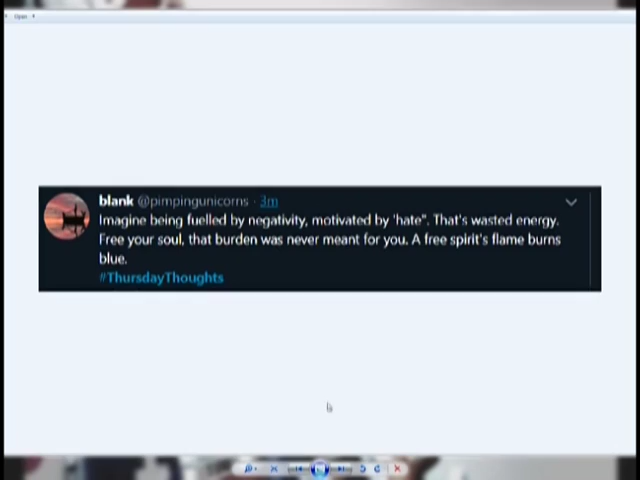 Open
blank @pimpingunicorns · 3m
Imagine being fuelled by negativity, motivated by 'hate". That's wasted energy.
Free your soul, that burden was never meant for you. A free spirit's flame burns
blue.
#ThursdayThoughts